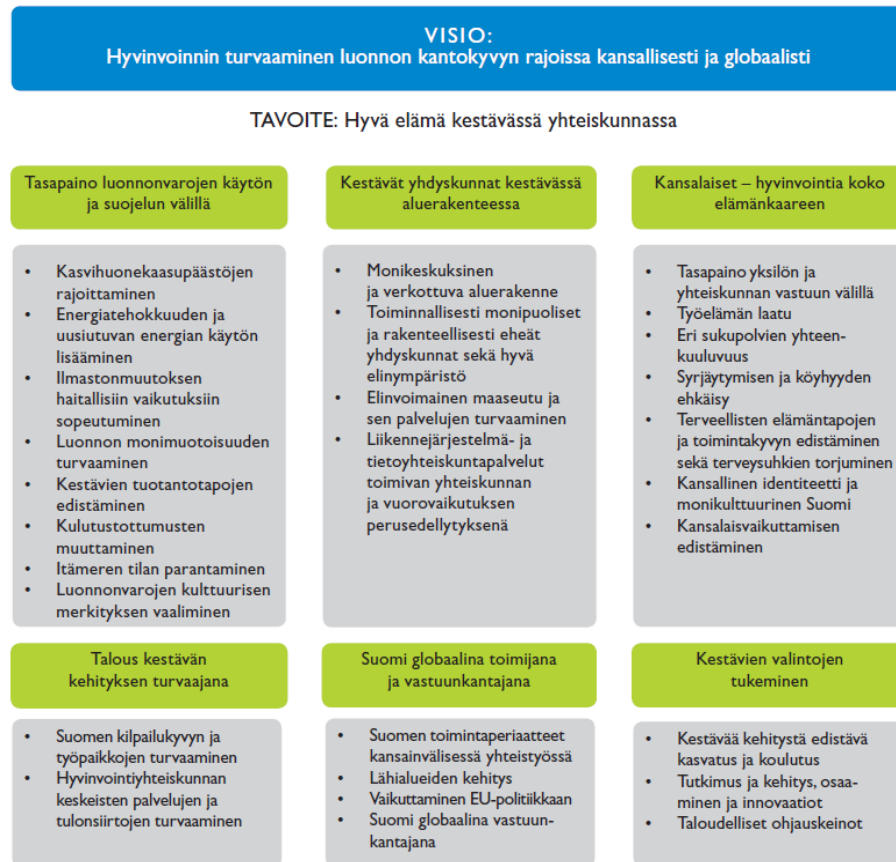 VISIO:
Hyvinvoinnin turvaaminen luonnon kantokyvyn rajoissa kansallisesti ja globaalisti
TAVOITE: Hyvä elämä kestävässä yhteiskunnassa
Tasapaino luonnonvarojen käytön
ja suojelun välillä
• Kasvihuonekaasupäästöjen
rajoittaminen
• Energiatehokkuuden ja
uusiutuvan energian käytön
lisääminen
• Ilmastonmuutoksen
haitallisiin vaikutuksiin
sopeutuminen
• Luonnon monimuotoisuuden
turvaaminen
• Kestävien tuotantotapojen
edistäminen
• Kulutustottumusten
muuttaminen
• Itämeren tilan parantaminen
• Luonnonvarojen kulttuurisen
merkityksen vaaliminen
Kestävät yhdyskunnat kestävässä
aluerakenteessa
• Monikeskuksinen
ja verkottuva aluerakenne
• Toiminnallisesti monipuoliset
ja rakenteellisesti eheät
yhdyskunnat sekä hyvä
elinympäristö
• Elinvoimainen maaseutu ja
sen palvelujen turvaaminen
• Liikennejärjestelmä- ja
tietoyhteiskuntapalvelut
toimivan yhteiskunnan
ja vuorovaikutuksen
perusedellytyksenä
Kansalaiset – hyvinvointia koko
elämänkaareen
• Tasapaino yksilön ja
yhteiskunnan vastuun välillä
• Työelämän laatu
• Eri sukupolvien yhteen-
kuuluvuus
• Syrjäytymisen ja köyhyyden
ehkäisy
• Terveellisten elämäntapojen
ja toimintakyvyn edistäminen
sekä terveysuhkien torjuminen
• Kansallinen identiteetti ja
monikulttuurinen Suomi
• Kansalaisvaikuttamisen
edistäminen
Talous kestävän
kehityksen turvaajana
• Suomen kilpailukyvyn ja
työpaikkojen turvaaminen
• Hyvinvointiyhteiskunnan
keskeisten palvelujen ja
tulonsiirtojen turvaaminen
Suomi globaalina toimijana
ja vastuunkantajana
• Suomen toimintaperiaatteet
kansainvälisessä yhteistyössä
• Lähialueiden kehitys
• Vaikuttaminen EU-politiikkaan
• Suomi globaalina vastuun-
kantajana
Kestävien valintojen
tukeminen
• Kestävää kehitystä edistävä
kasvatus ja koulutus
• Tutkimus ja kehitys, osaa-
minen ja innovaatiot
• Taloudelliset ohjauskeinot